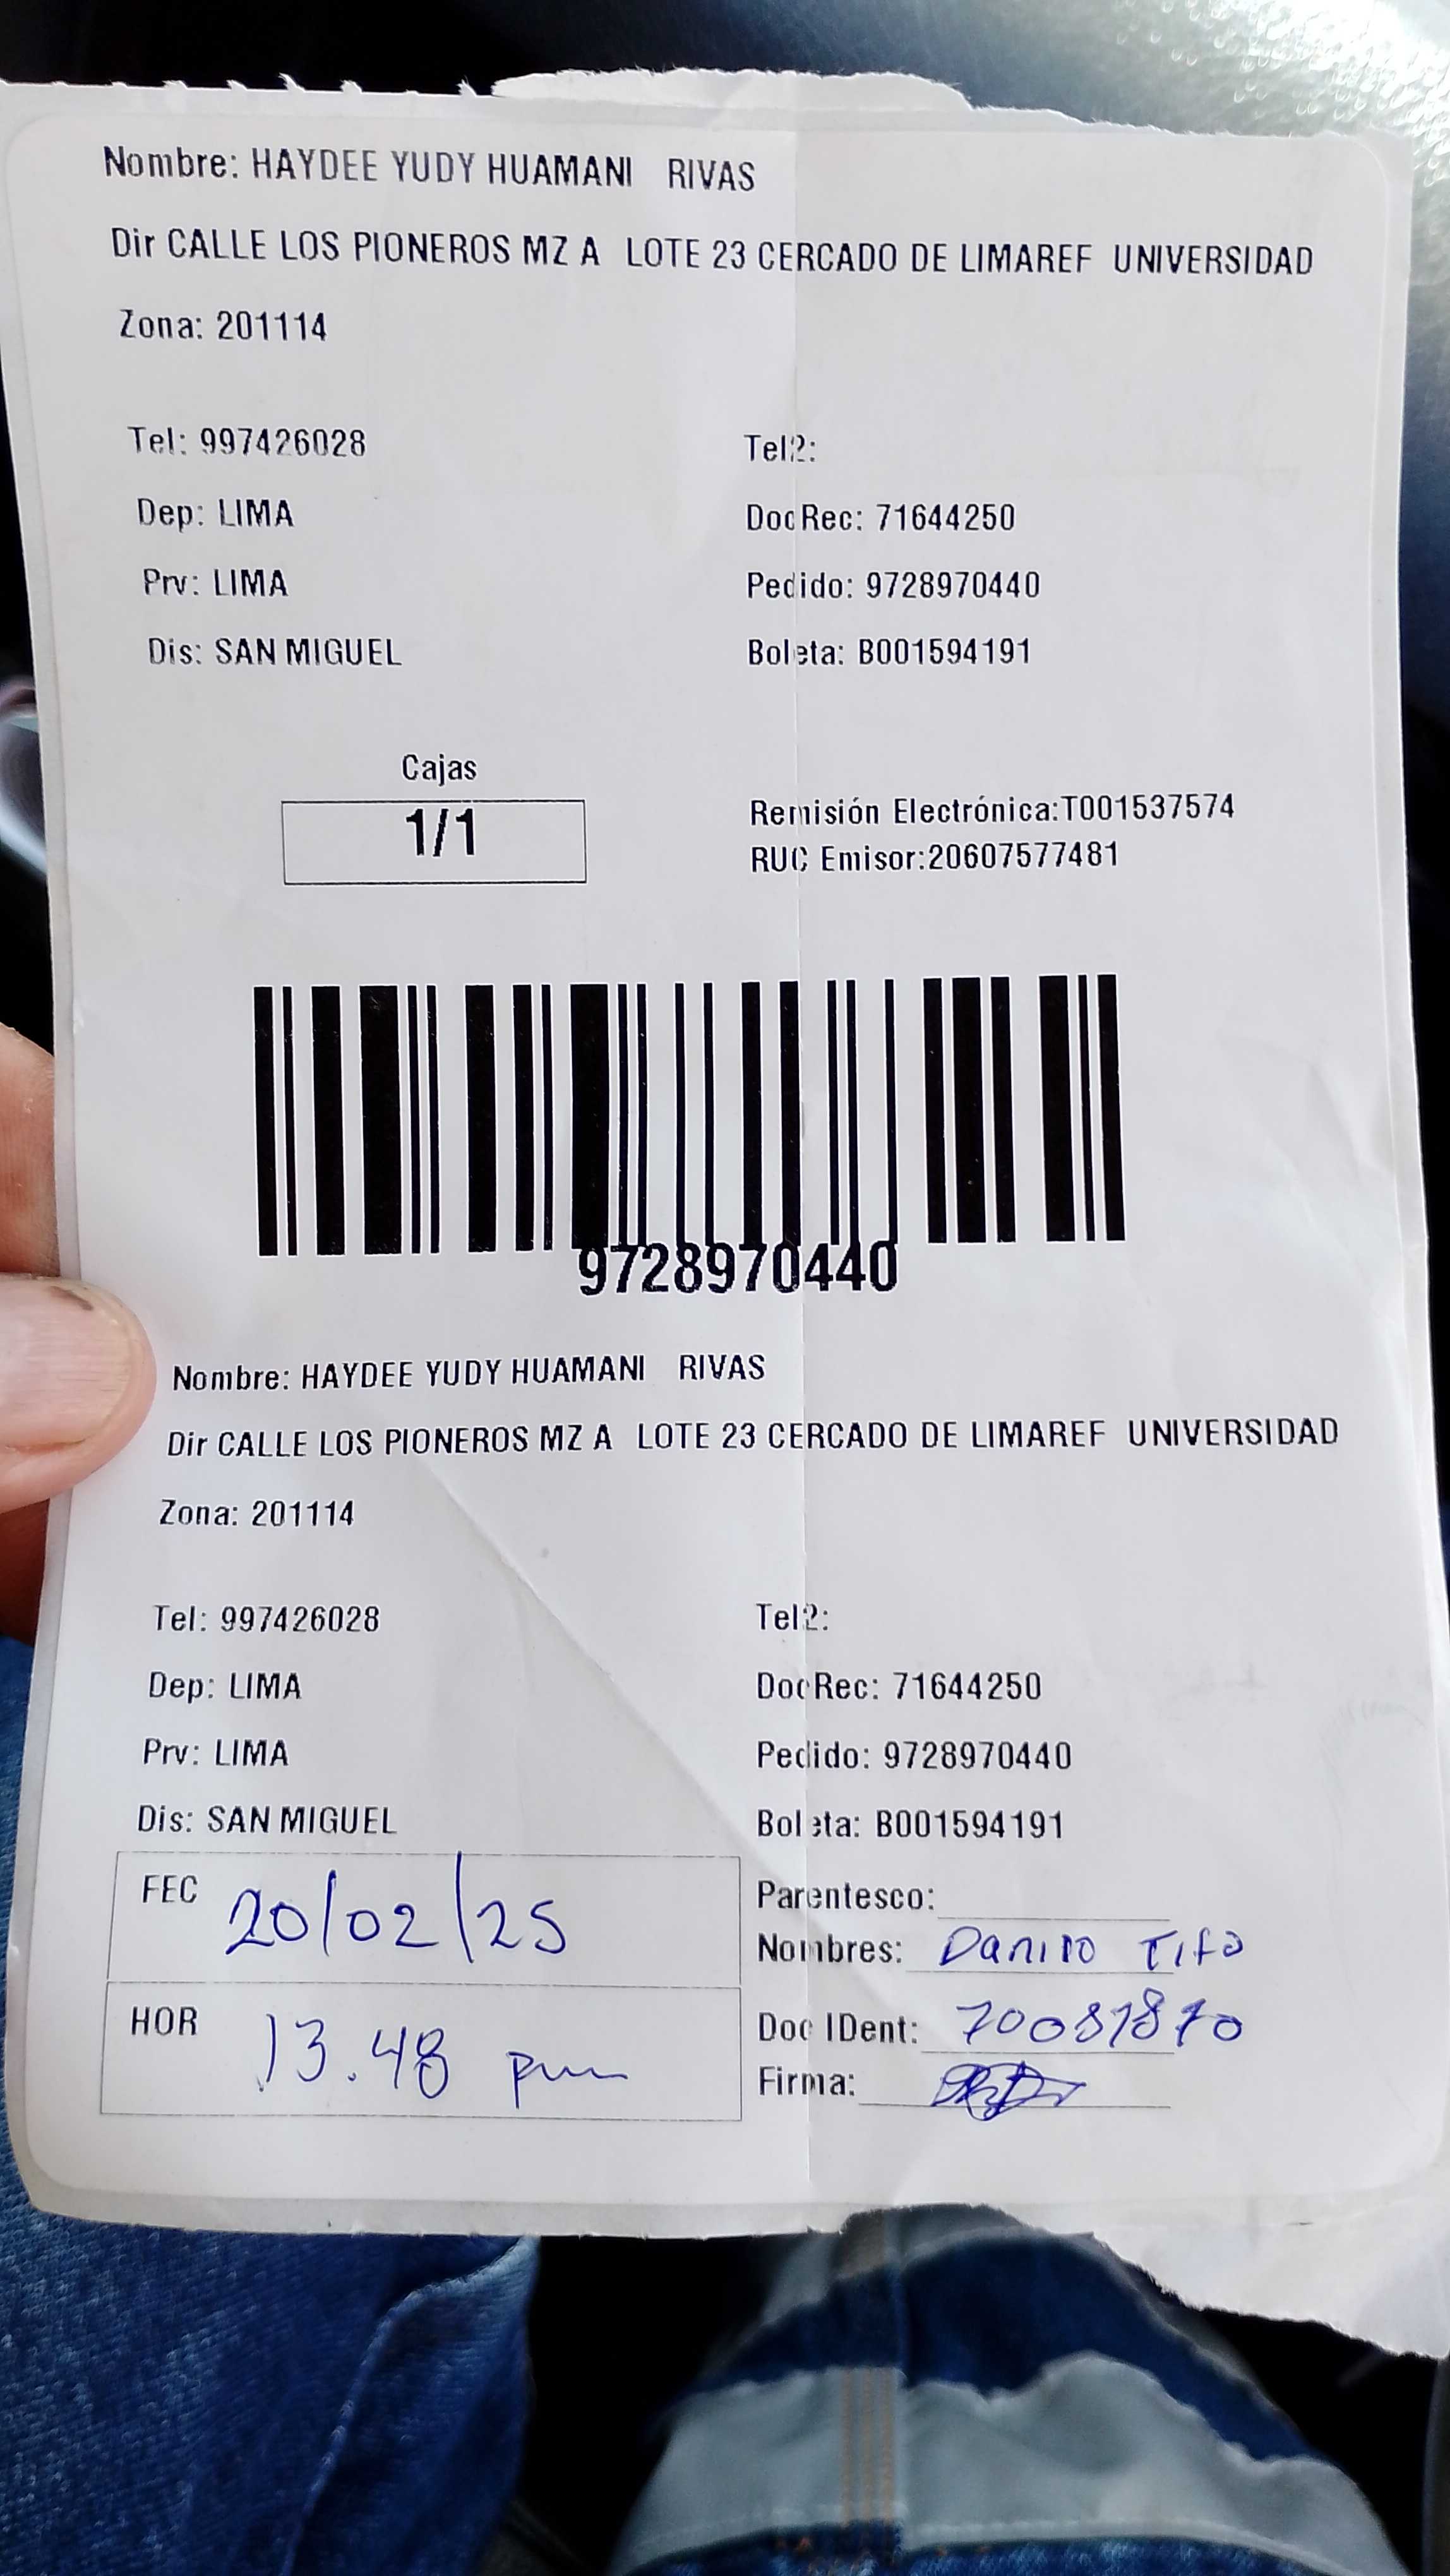 Nombre: HAYDEE YUDY HUAMANI RIVAS
Dir CALLE LOS PIONEROS MZ A LOTE 23 CERCADO DE LIMAREF UNIVERSIDAD
Zona: 201114
Tel: 997426028 Tel2:
Dep: LIMA DocRec: 71644250
Prv: LIMA Pedido: 9728970440
Dis: SAN MIGUEL Boleta: B001594191
Cajas
1/1
Remisión Electrónica:T001537574
RUC Emisor:20607577481
9728970440
Nombre: HAYDEE YUDY HUAMANI RIVAS
Dir CALLE LOS PIONEROS MZ A LOTE 23 CERCADO DE LIMAREF UNIVERSIDAD
Zona: 201114
Tel: 997426028 Tel2:
Dep: LIMA DocRec: 71644250
Prv: LIMA Pedido: 9728970440
Dis: SAN MIGUEL Boleta: B001594191
FEC 20/02/25
Parentesco:
Nombres: Danilo
HOR 13.48 pm
Doc IDent:
Firma: